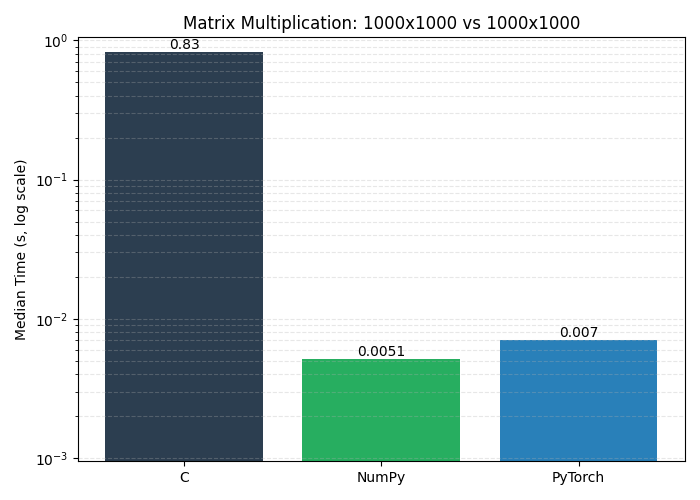 Matrix Multiplication: 1000x1000 vs 1000x1000
Median Time (s, log scale)
10⁰
10⁻¹
10⁻²
10⁻³
0.83
0.0051
0.007
C
NumPy
PyTorch